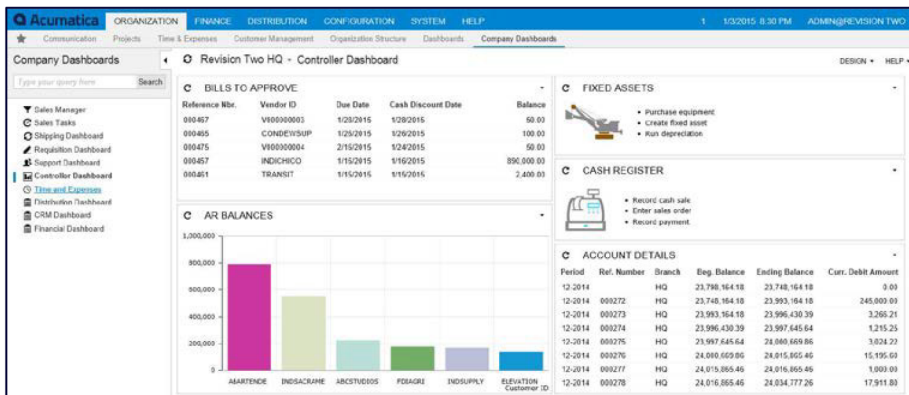 Acumatica ORGANIZATION FINANCE DISTRIBUTION CONFIGURATION SYSTEM HELP 1 1/3/2015 8:30 PM ADMIN@REVISION TWO
Communication Projects Time & Expenses Customer Management Organization Structure Dashboards Company Dashboards
Company Dashboards
Type your query here Search
Sales Manager
Sales Tasks
Shipping Dashboard
Requisition Dashboard
Support Dashboard
Controller Dashboard
Time and Expenses
Distribution Dashboard
CRM Dashboard
Financial Dashboard
Revision Two HQ - Controller Dashboard
DESIGN HELP
BILLS TO APPROVE
Reference Nbr. Vendor ID Due Date Cash Discount Date Balance
000467 V000000003 1/28/2015 1/28/2015 50.00
000465 CONDEWSUP 1/25/2015 1/26/2015 100.00
000475 V000000004 2/15/2015 1/24/2015 50.00
000457 INDICHICO 1/15/2015 1/16/2015 890,000.00
000461 TRANSIT 1/15/2015 1/15/2015 2,400.00
AR BALANCES
1,000,000
800,000
600,000
400,000
200,000
0
ABARTENDE INDSACRAME ABCSTUDIOS FDIAGRI INDSUPPLY ELEVATION
Customer ID
FIXED ASSETS
Purchase equipment
Create fixed asset
Run depreciation
CASH REGISTER
Record cash sale
Enter sales order
Record payment
ACCOUNT DETAILS
Period Ref. Number Branch Beg. Balance Ending Balance Curr. Debit Amount
12-2014 HQ 23,798,164.18 23,748,164.18 0.00
12-2014 000272 HQ 23,748,164.18 23,993,164.18 245,000.00
12-2014 000273 HQ 23,993,164.18 23,996,430.39 3,266.21
12-2014 000274 HQ 23,996,430.39 23,997,645.64 1,215.25
12-2014 000275 HQ 23,997,645.64 24,000,669.86 3,024.22
12-2014 000276 HQ 24,000,669.86 24,015,865.46 15,195.60
12-2014 000277 HQ 24,015,865.46 24,016,865.46 1,000.00
12-2014 000278 HQ 24,016,865.46 24,034,777.26 17,911.80